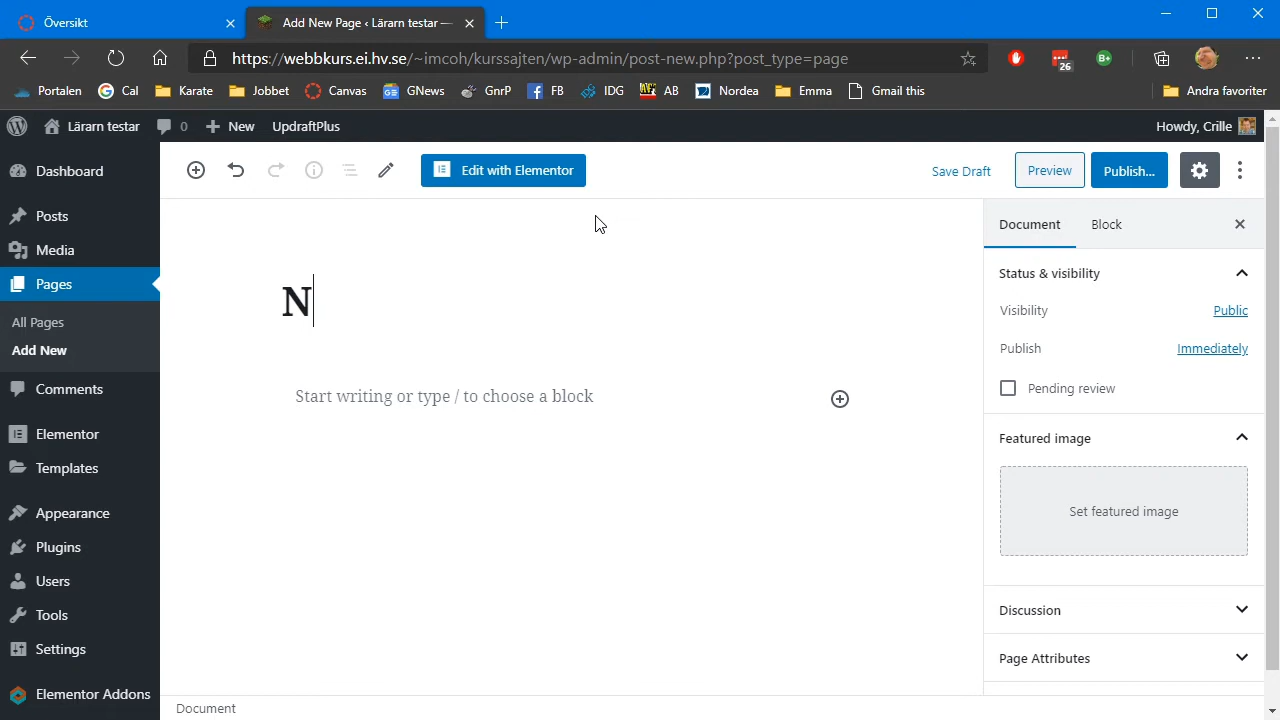 Översikt
Add New Page ‹ Lärarn testar —
https://webbkurs.ei.hv.se/~imcoh/kurssajten/wp-admin/post-new.php?post_type=page
26
B+
Portalen Cal Karate Jobbet Canvas GNews GnrP FB IDG AB Nordea Emma Gmail this Andra favoriter
Lärarn testar 0 New UpdraftPlus Howdy, Crille
Dashboard
Posts
Media
Pages
All Pages
Add New
Comments
Elementor
Templates
Appearance
Plugins
Users
Tools
Settings
Elementor Addons
Edit with Elementor Save Draft Preview Publish...
N
Start writing or type / to choose a block
Document Block
Status & visibility
Visibility Public
Publish Immediately
Pending review
Featured image
Set featured image
Discussion
Page Attributes
Document